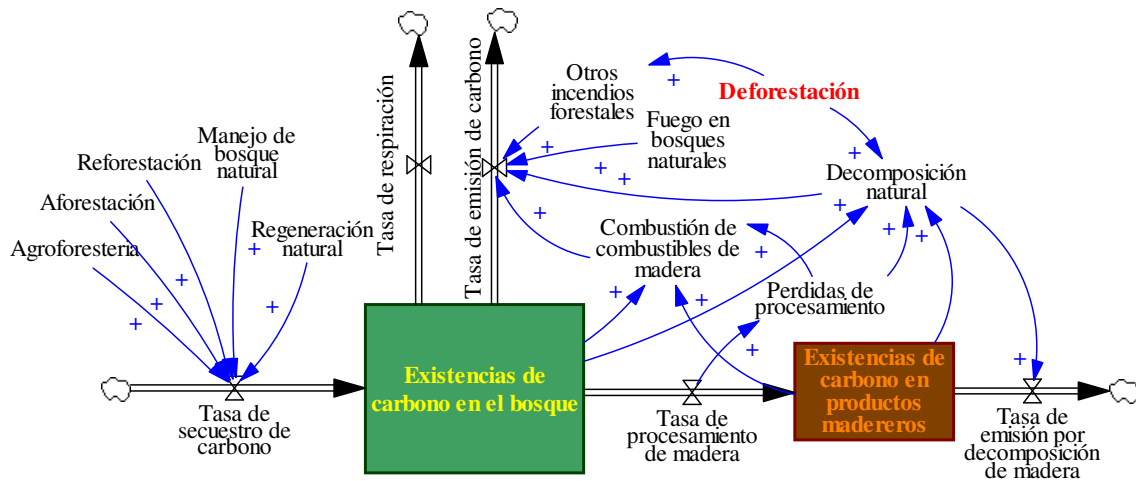 Tasa de respiración
Tasa de emisión de carbono
Otros
incendios
forestales
+
Deforestación
Fuego en
bosques
naturales
+
+
+
+
Decomposición
natural
+
Manejo de
bosque
natural
Reforestación
Aforestación
Agroforesteria
Regeneración
natural
+
+
+
+
+
Combustión de
combustibles de
madera
+
+
+
+
Perdidas de
procesamiento
+
+
+
+
Existencias de
carbono en el bosque
Existencias de
carbono en
productos
madereros
Tasa de
secuestro de
carbono
Tasa de
procesamiento
de madera
Tasa de
emisión por
decomposición
de madera